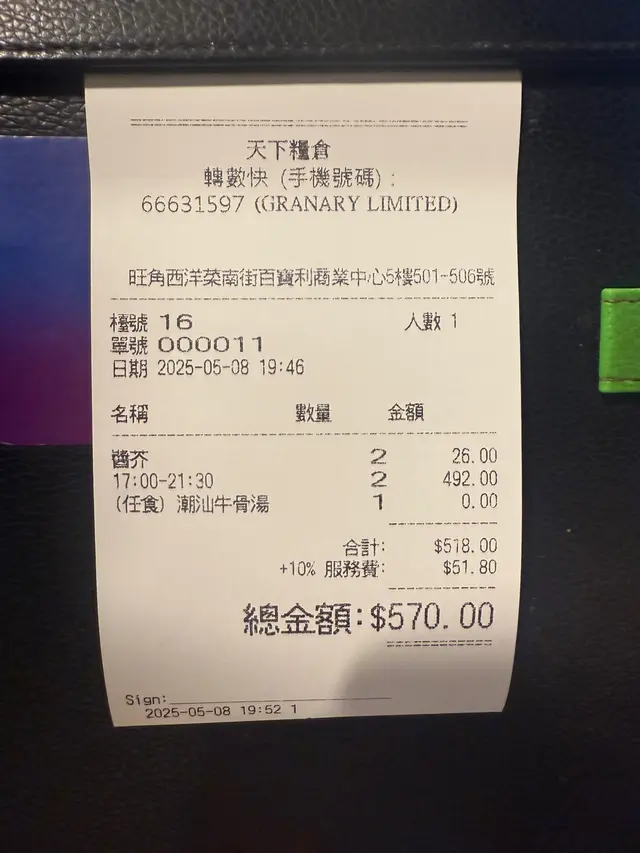 天下糧倉
轉數快 (手機號碼) :
66631597 (GRANARY LIMITED)
旺角西洋菜南街百寶利商業中心5樓501-506號
檯號 16 人數 1
單號 000011
日期 2025-05-08 19:46
名稱 數量 金額
醬芥 2 26.00
17:00-21:30 2 492.00
(任食) 潮汕牛骨湯 1 0.00
合計: $518.00
+10% 服務費: $51.80
總金額: $570.00
Sign:
2025-05-08 19:52 1